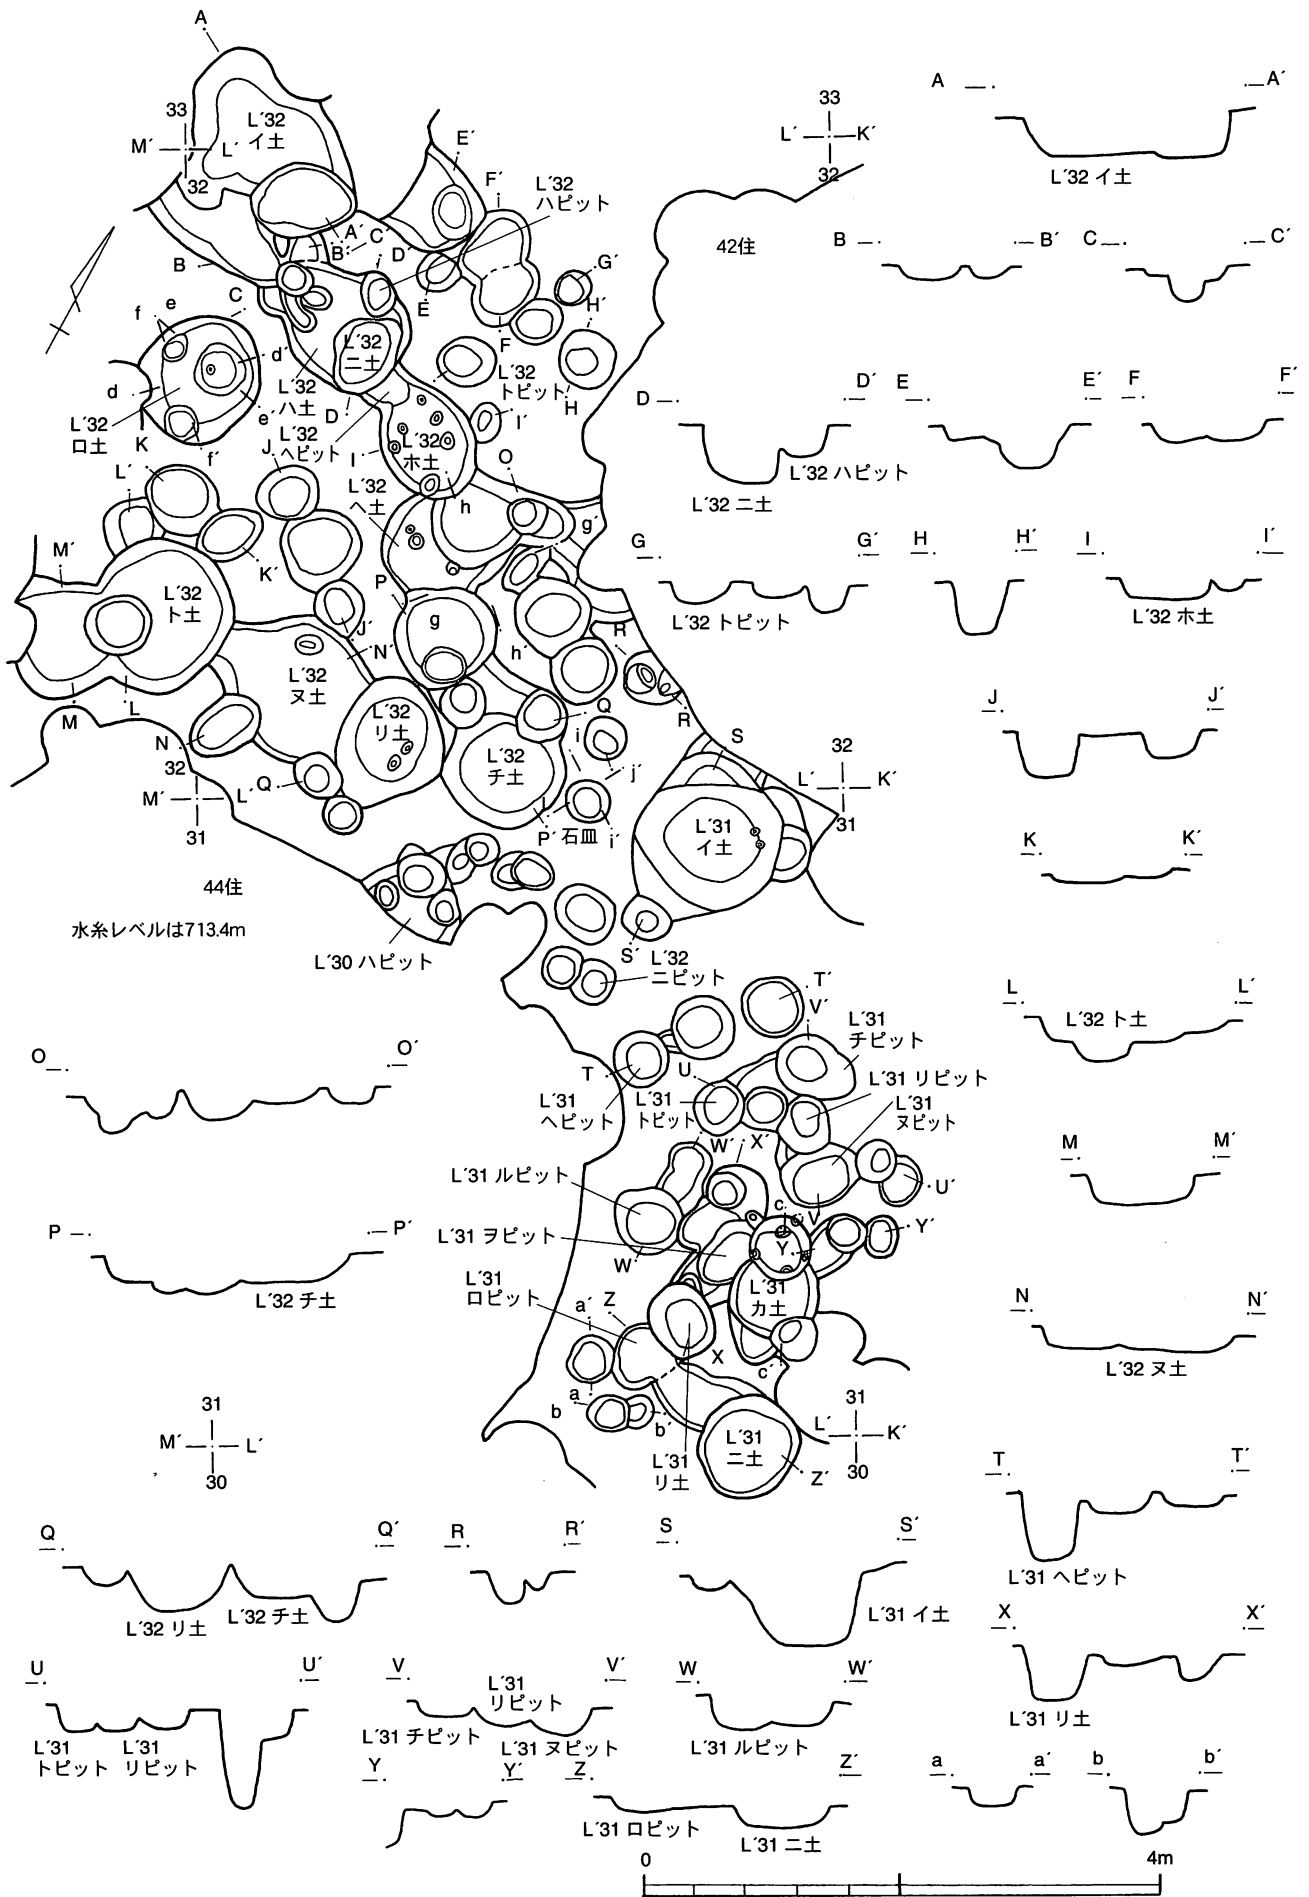 A
33
M´
L´
32
L´32
イ土
E´
F´
L´32
ハピット
33
L´
K´
32
A
A´
L´32 イ土
42住
A´
B´
C´
B
D´
G´
B
B´
C
C´
C
E
H´
f
e
F
d´
L´32
ニ土
L´32
トピット
H
d
L´32
ハ土
e´
D
L´32
ロ土
K
f´
J
L´32
ヘピット
I
I´
L´32
ホ土
D
D´
E
E´
F
F´
L´32 ハピット
L´32 ニ土
L´
O
L´32
ヘ土
h
g´
G
G´
H
H´
I
I´
L´32 トピット
L´32 ホ土
M´
K´
P
L´32
ト土
g
J´
R´
N´
h´
L´32
ヌ土
M
L
N
L´32
リ土
Q´
R
S
J
J´
32
M´
L´
31
Q
L´32
チ土
i
j´
j
P´
石皿
i´
32
L´
K´
31
L´31
イ土
K
K´
44住
水糸レベルは713.4m
L´30 ハピット
S´
L´32
ニピット
L
L´
L´32 ト土
T´
V´
L´31
チピット
O
O´
T
U
L´31 リピット
L´31
ヘピット
L´31
トピット
L´31
ヌピット
W´
X´
M
M´
L´31 ルピット
U´
P
P´
L´32 チ土
L´31 ヲピット
c
V
Y
Y´
W
L´31
ロピット
a´
Z
L´31
カ土
N
N´
L´32 ヌ土
X
c´
a
b
b´
31
M´
L´
30
L´31
リ土
L´31
ニ土
Z´
31
L´
K´
30
T
T´
L´31 ヘピット
Q
Q´
L´32 リ土
L´32 チ土
R
R´
S
S´
L´31 イ土
X
X´
L´31 リ土
U
U´
L´31
トピット
L´31
リピット
V
V´
L´31
リピット
L´31 チピット
L´31 ヌピット
W
W´
L´31 ルピット
Y
Y´
Z
Z´
L´31 ロピット
L´31 ニ土
a
a´
b
b´
0
4m